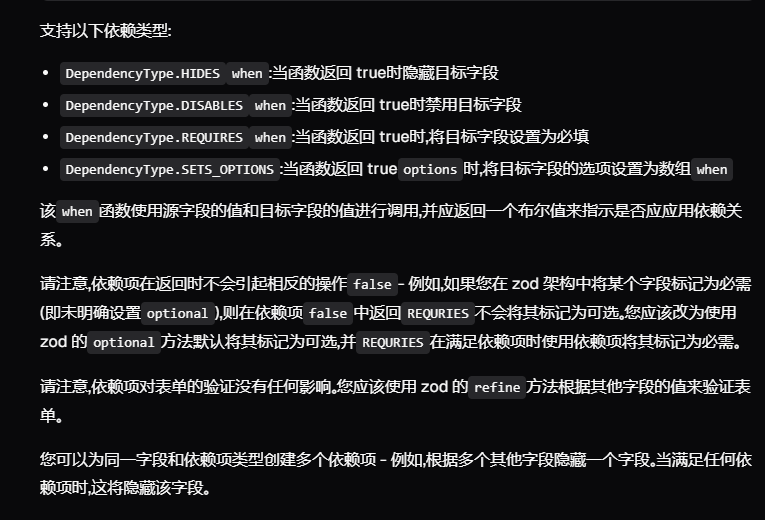 支持以下依赖类型:
• DependencyType.HIDES when:当函数返回 true时隐藏目标字段
• DependencyType.DISABLES when:当函数返回 true时禁用目标字段
• DependencyType.REQUIRES when:当函数返回 true时,将目标字段设置为必填
• DependencyType.SETS_OPTIONS:当函数返回 true options 时,将目标字段的选项设置为数组 when
该 when 函数使用源字段的值和目标字段的值进行调用,并应返回一个布尔值来指示是否应应用依赖关
系。
请注意,依赖项在返回时不会引起相反的操作 false - 例如,如果您在 zod 架构中将某个字段标记为必需
(即未明确设置 optional ),则在依赖项 false 中返回 REQURIES 不会将其标记为可选。您应该改为使用
zod 的 optional 方法默认将其标记为可选,并 REQURIES 在满足依赖项时使用依赖项将其标记为必需。
请注意,依赖项对表单的验证没有任何影响。您应该使用 zod 的 refine 方法根据其他字段的值来验证表
单。
您可以为同一字段和依赖项类型创建多个依赖项 - 例如,根据多个其他字段隐藏一个字段。当满足任何依
赖项时,这将隐藏该字段。